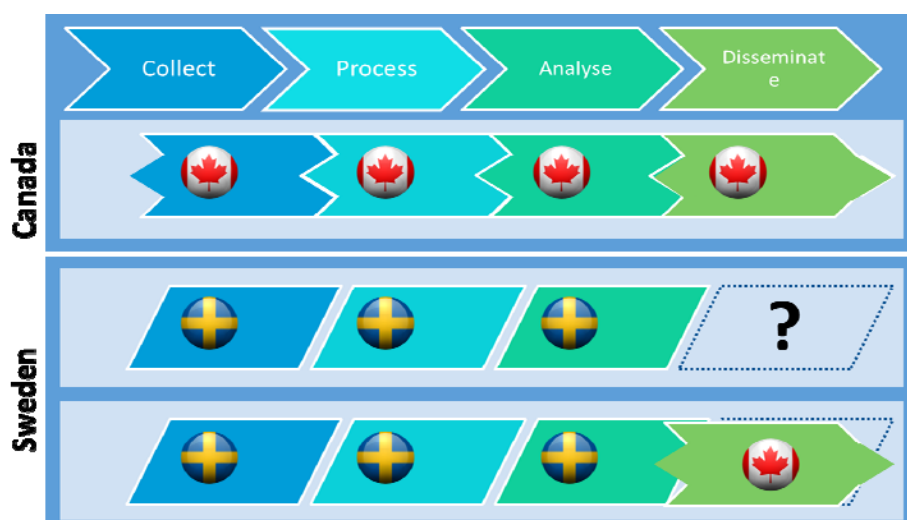 Collect
Process
Analyse
Disseminat
e
Canada
Sweden
?